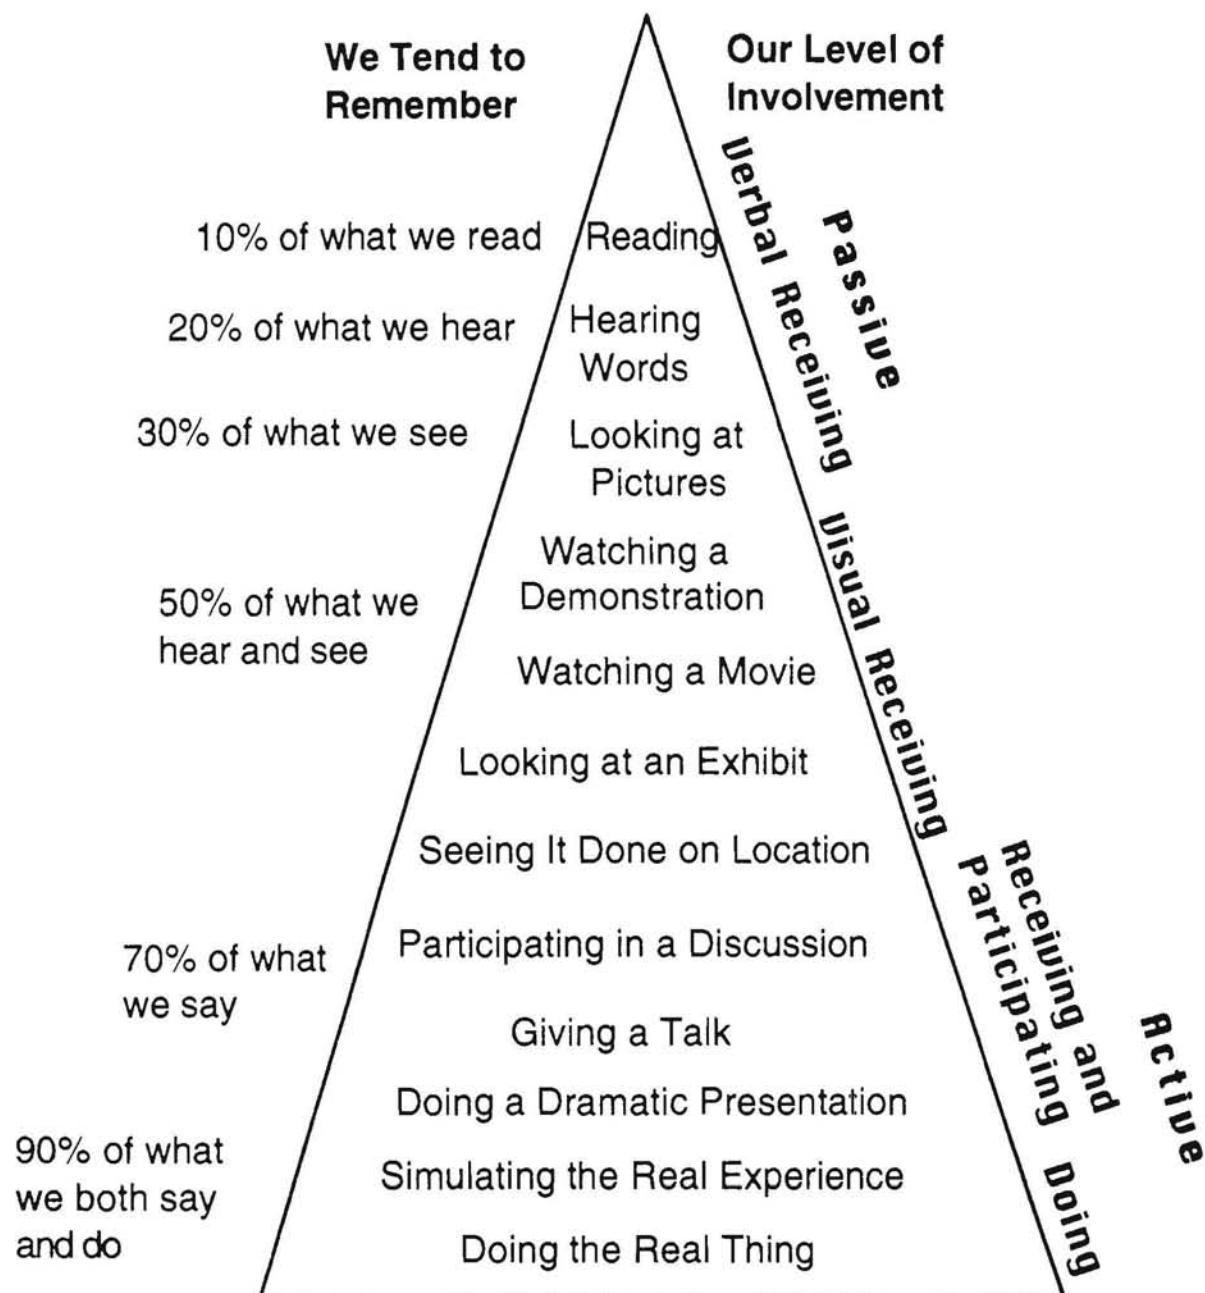 We Tend to
Remember
Our Level of
Involvement
10% of what we read
Reading
20% of what we hear
Hearing
Words
30% of what we see
Looking at
Pictures
50% of what we
hear and see
Watching a
Demonstration
Watching a Movie
Looking at an Exhibit
Seeing It Done on Location
70% of what
we say
Participating in a Discussion
Giving a Talk
Doing a Dramatic Presentation
90% of what
we both say
and do
Simulating the Real Experience
Doing the Real Thing
Verbal Receiving
Passive
Visual Receiving
Receiving and
Participating
Active
Doing